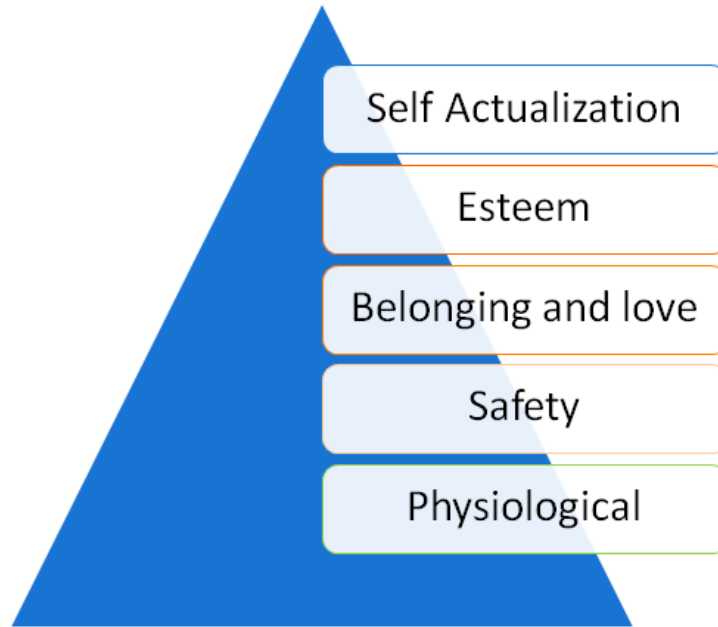 Self Actualization
Esteem
Belonging and love
Safety
Physiological